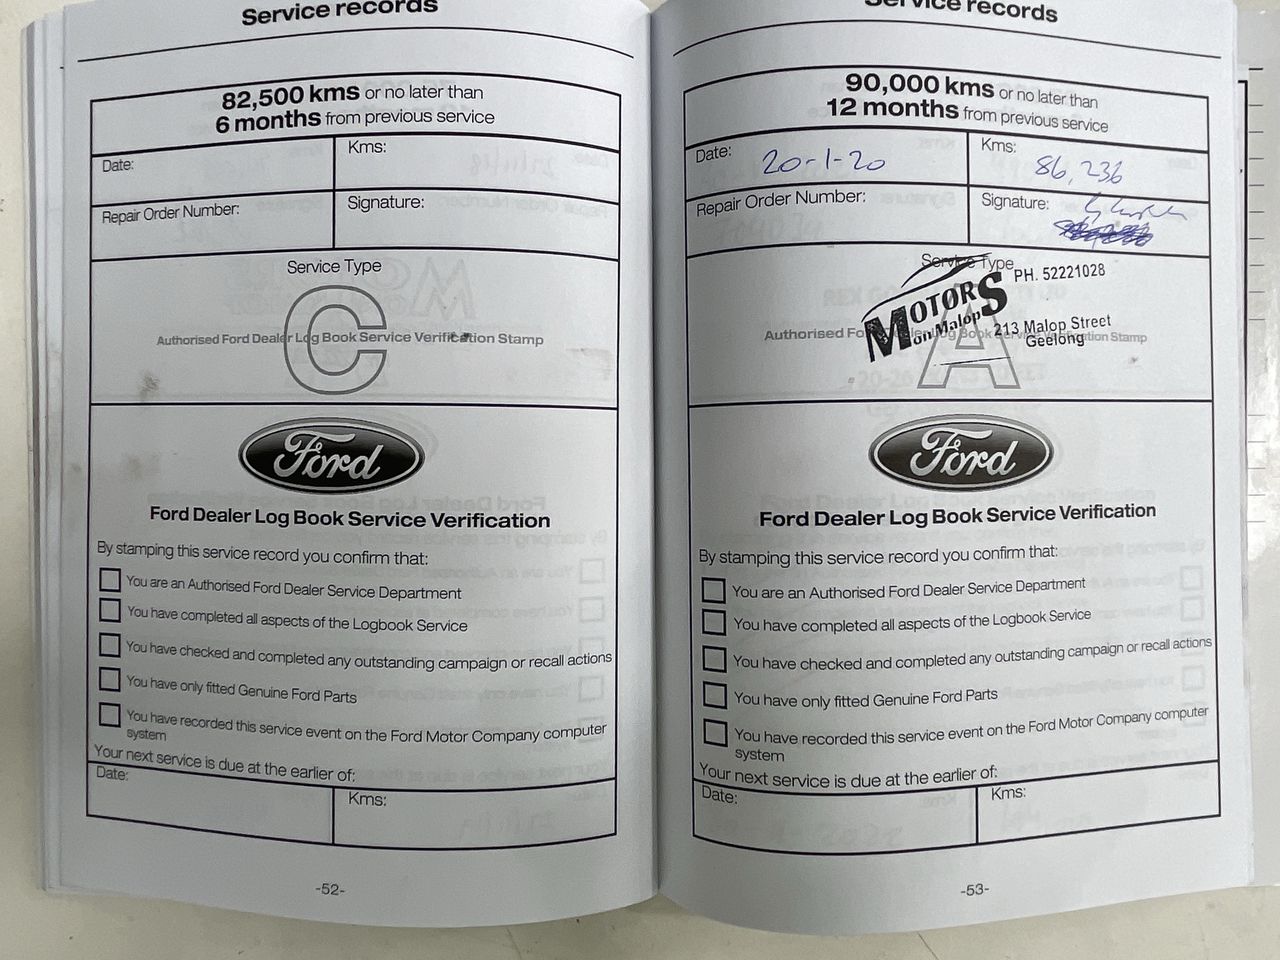 Service records
82,500 kms or no later than
6 months from previous service
Date:
Kms:
Repair Order Number:
Signature:
Service Type
C
Authorised Ford Dealer Log Book Service Verification Stamp
Ford
Ford Dealer Log Book Service Verification
By stamping this service record you confirm that:
You are an Authorised Ford Dealer Service Department
You have completed all aspects of the Logbook Service
You have checked and completed any outstanding campaign or recall actions
You have only fitted Genuine Ford Parts
You have recorded this service event on the Ford Motor Company computer
system
Your next service is due at the earlier of:
Date:
Kms:
-52-
Service records
90,000 kms or no later than
12 months from previous service
Date: 20-1-20
Kms: 86,236
Repair Order Number:
Signature:
Service Type
PH. 52221028
MOTORS
on Malop
213 Malop Street
Geelong
A
Authorised Log Book Service Verification Stamp
Ford
Ford Dealer Log Book Service Verification
By stamping this service record you confirm that:
You are an Authorised Ford Dealer Service Department
You have completed all aspects of the Logbook Service
You have checked and completed any outstanding campaign or recall actions
You have only fitted Genuine Ford Parts
You have recorded this service event on the Ford Motor Company computer
system
Your next service is due at the earlier of:
Date:
Kms:
-53-